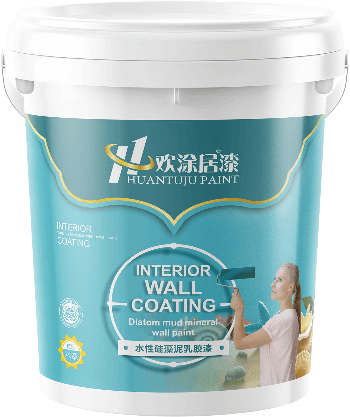 欢涂居漆
HUANTUJU PAINT
INTERIOR
COATING
INTERIOR
WALL
COATING
Diatom mud mineral
wall paint
水性硅藻泥乳胶漆